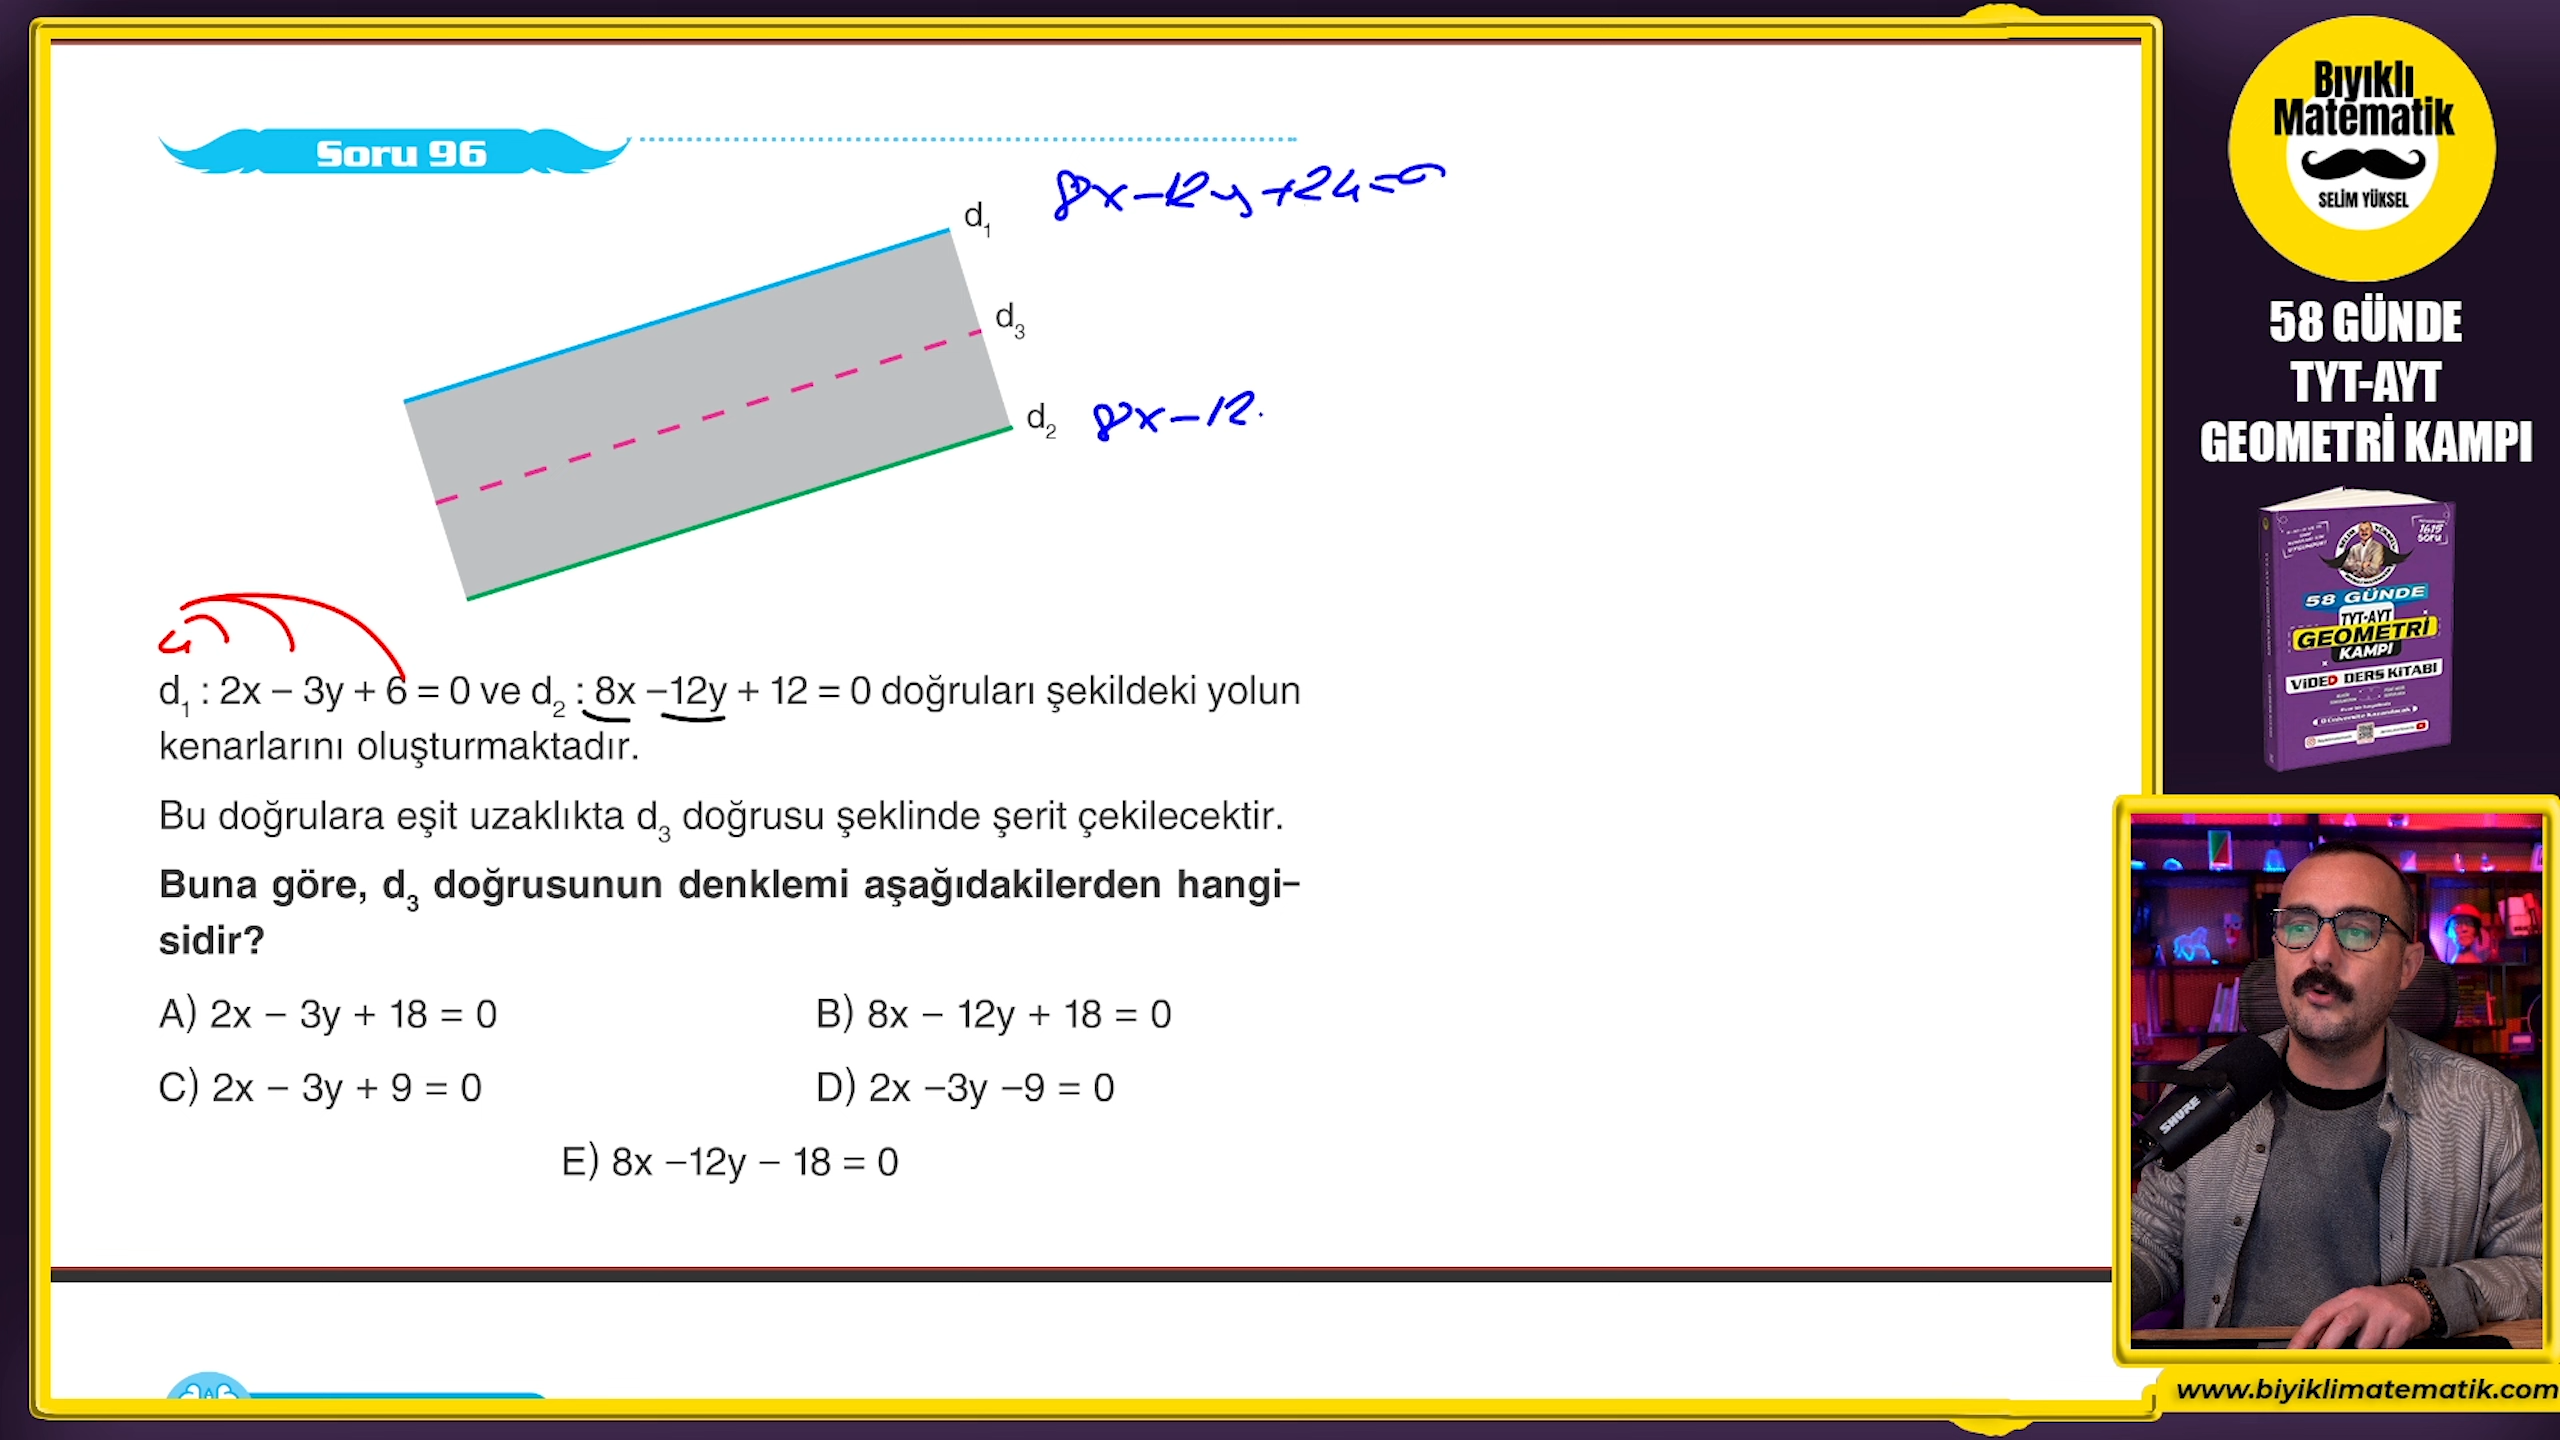 Soru 96
8x-12y+24=0
d1
d3
d2
8x-12.
4
d1 : 2x – 3y + 6 = 0 ve d2 : 8x –12y + 12 = 0 doğruları şekildeki yolun
kenarlarını oluşturmaktadır.
Bu doğrulara eşit uzaklıkta d3 doğrusu şeklinde şerit çekilecektir.
Buna göre, d3 doğrusunun denklemi aşağıdakilerden hangi–
sidir?
A) 2x – 3y + 18 = 0
B) 8x – 12y + 18 = 0
C) 2x – 3y + 9 = 0
D) 2x –3y –9 = 0
E) 8x –12y – 18 = 0
Bıyıklı
Matematik
SELİM YÜKSEL
58 GÜNDE
TYT-AYT
GEOMETRİ KAMPI
1615
SORU
58 GÜNDE
TYT-AYT
GEOMETRİ
KAMPI
VİDEO DERS KİTABI
SHURE
www.biyiklimatematik.com